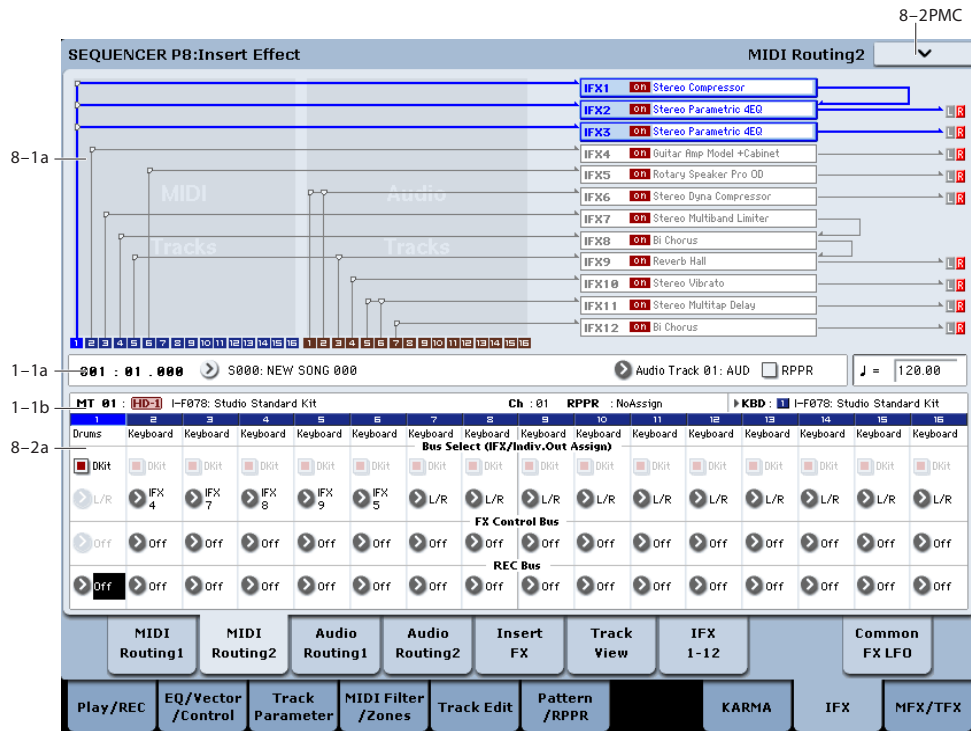 8–2PMC
SEQUENCER P8:Insert Effect
MIDI Routing2
8–1a
MIDI
Audio
Tracks
Tracks
IFX1 on Stereo Compressor
IFX2 on Stereo Parametric 4EQ L R
IFX3 on Stereo Parametric 4EQ L R
IFX4 on Guitar Amp Model +Cabinet L R
IFX5 on Rotary Speaker Pro OD L R
IFX6 on Stereo Dyna Compressor L R
IFX7 on Stereo Multiband Limiter
IFX8 on Bi Chorus
IFX9 on Reverb Hall L R
IFX10 on Stereo Vibrato L R
IFX11 on Stereo Multitap Delay L R
IFX12 on Bi Chorus L R
1 2 3 4 5 6 7 8 9 10 11 12 13 14 15 16 1 2 3 4 5 6 7 8 9 10 11 12 13 14 15 16
1–1a
001 : 01 .000 S000: NEW SONG 000 Audio Track 01: AUD RPPR ♩ = 120.00
1–1b
MT 01 : HD-1 I-F078: Studio Standard Kit Ch :01 RPPR : NoAssign ▶KBD : 1 I-F078: Studio Standard Kit
1 2 3 4 5 6 7 8 9 10 11 12 13 14 15 16
8–2a
Drums Keyboard Keyboard Keyboard Keyboard Keyboard Keyboard Keyboard Keyboard Keyboard Keyboard Keyboard Keyboard Keyboard Keyboard Keyboard
Bus Select (IFX/Indiv.Out Assign)
DKit DKit DKit DKit DKit DKit DKit DKit DKit DKit DKit DKit DKit DKit DKit DKit
L/R IFX 4 IFX 7 IFX 8 IFX 9 IFX 5 L/R L/R L/R L/R L/R L/R L/R L/R L/R L/R
FX Control Bus
Off Off Off Off Off Off Off Off Off Off Off Off Off Off Off Off
REC Bus
Off Off Off Off Off Off Off Off Off Off Off Off Off Off Off Off
MIDI Routing1 MIDI Routing2 Audio Routing1 Audio Routing2 Insert FX Track View IFX 1-12 Common FX LFO
Play/REC EQ/Vector /Control Track Parameter MIDI Filter /Zones Track Edit Pattern /RPPR KARMA IFX MFX/TFX